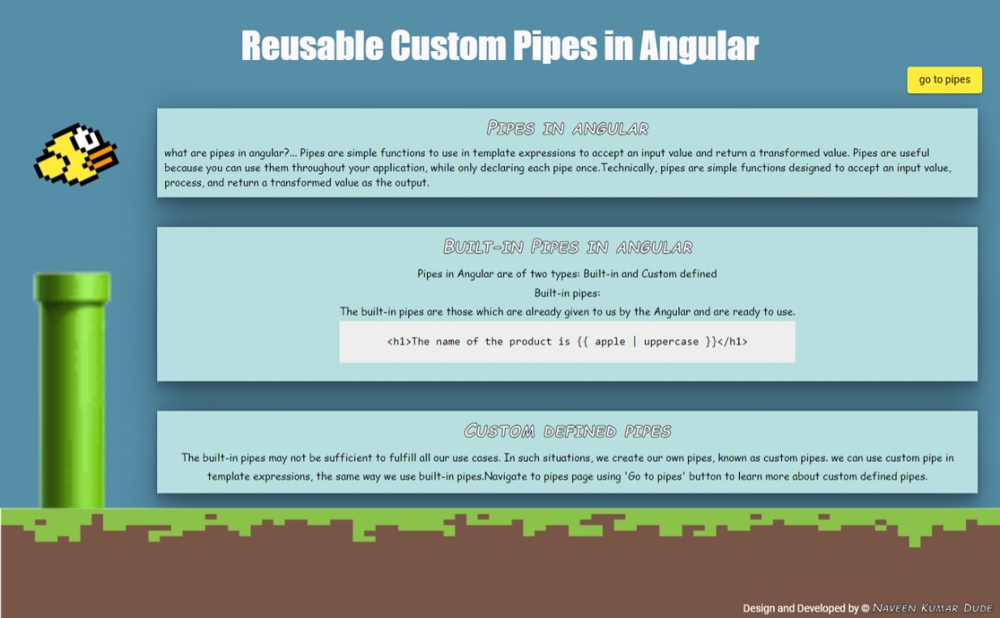 Reusable Custom Pipes in Angular
go to pipes
Pipes in angular
what are pipes in angular?... Pipes are simple functions to use in template expressions to accept an input value and return a transformed value. Pipes are useful
because you can use them throughout your application, while only declaring each pipe once.Technically, pipes are simple functions designed to accept an input value,
process, and return a transformed value as the output.
Built-in Pipes in angular
Pipes in Angular are of two types: Built-in and Custom defined
Built-in pipes:
The built-in pipes are those which are already given to us by the Angular and are ready to use.
<h1>The name of the product is {{ apple | uppercase }}</h1>
Custom defined pipes
The built-in pipes may not be sufficient to fulfill all our use cases. In such situations, we create our own pipes, known as custom pipes. we can use custom pipe in
template expressions, the same way we use built-in pipes.Navigate to pipes page using 'Go to pipes' button to learn more about custom defined pipes.
Design and Developed by © Naveen Kumar Dude